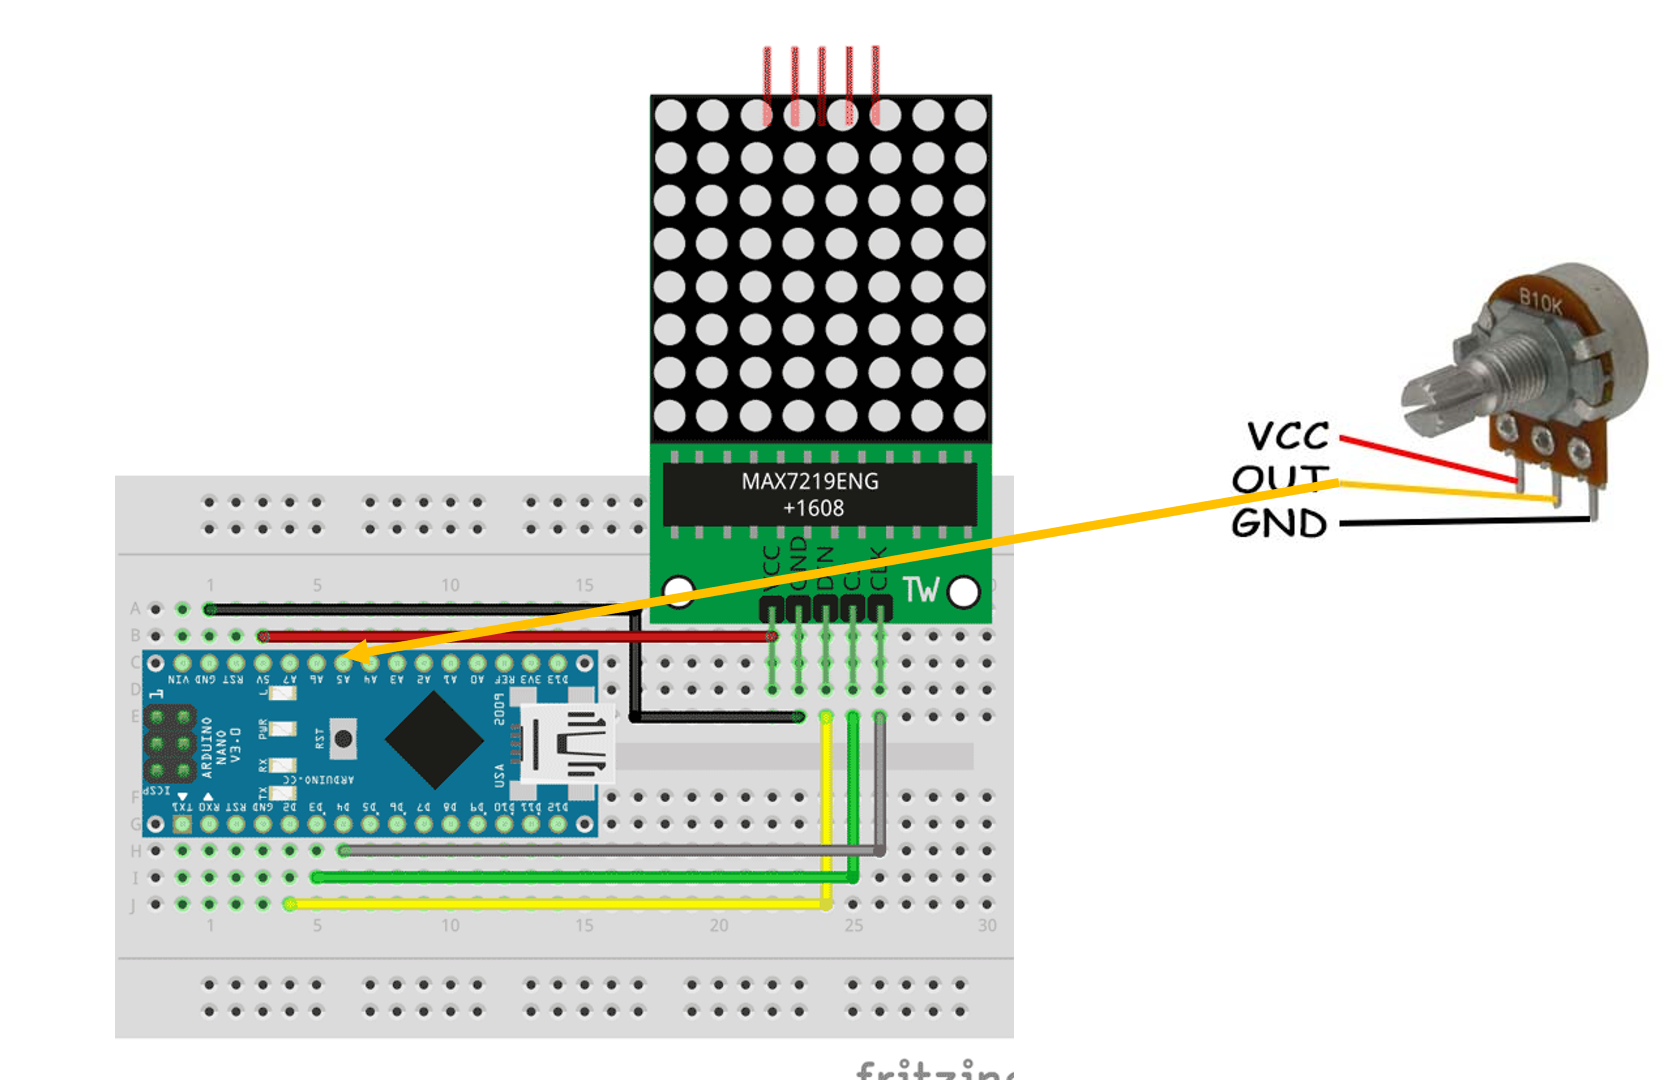 B10K
VCC
OUT
GND
MAX7219ENG
+1608
VCC
GND
DIN
CS
CLK
TW
1 5 10 15
A
B
C
D
E
F
G
H
I
J
VIN GND RST 5V A7 A6 A5 A4 A3 A2 A1 A0 REF 3V3 D13
1
L
PWR
RX
TX
RST
2009
USA
ARDUINO
NANO
V3.0
ARDUINO.CC
ICSP
TX1 RX0 RST GND D2 D3 D4 D5 D6 D7 D8 D9 D10 D11 D12
1 5 10 15 20 25 30